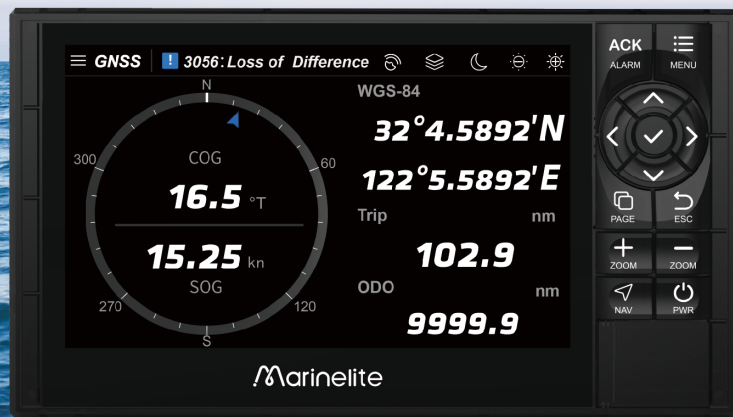 GNSS ! 3056: Loss of Difference
WGS-84
32°4.5892'N
122°5.5892'E
Trip nm
102.9
ODO nm
9999.9
N
300 60
COG
16.5 °T
15.25 kn
SOG
270 120
S
Marinelite
ACK
ALARM MENU
PAGE ESC
ZOOM ZOOM
NAV PWR